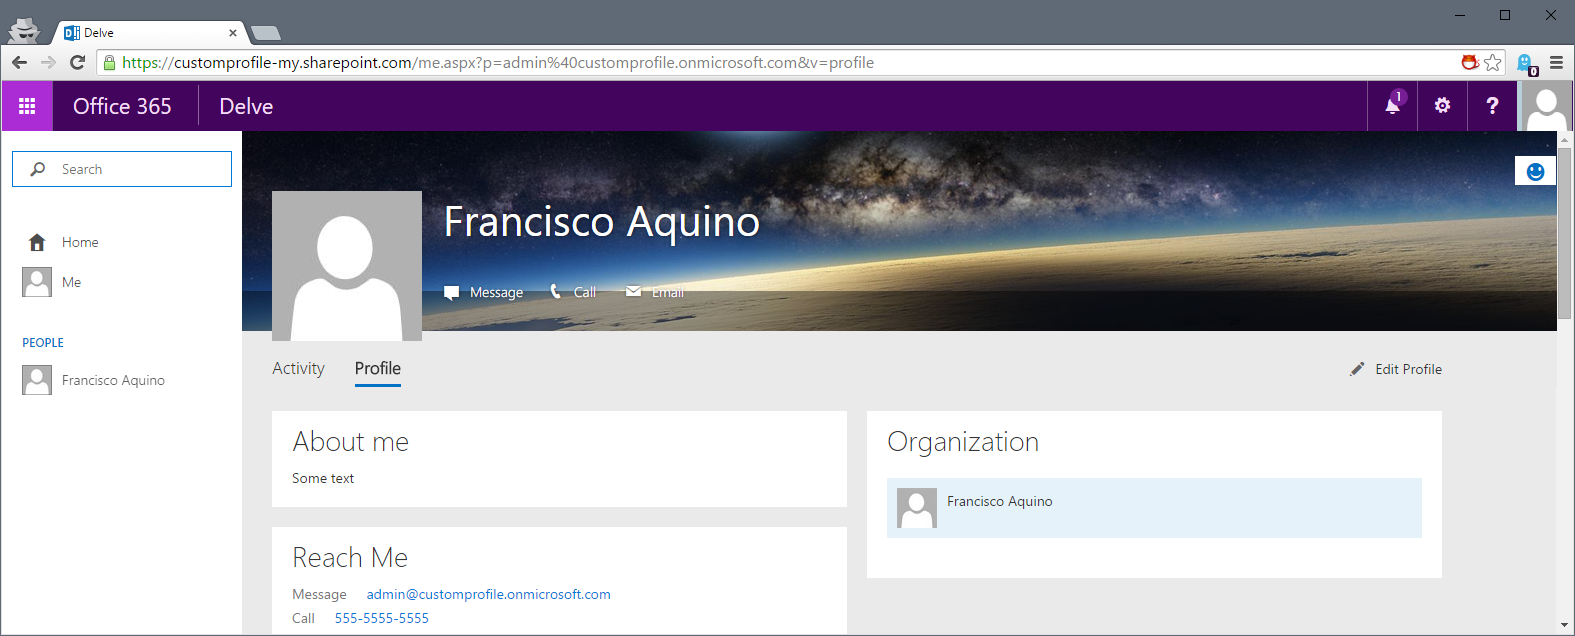 Delve
https://customprofile-my.sharepoint.com/me.aspx?p=admin%40customprofile.onmicrosoft.com&v=profile
0
Office 365
Delve
1
?
Search
Home
Me
PEOPLE
Francisco Aquino
Francisco Aquino
Message
Call
Email
Activity
Profile
Edit Profile
About me
Some text
Reach Me
Message admin@customprofile.onmicrosoft.com
Call 555-5555-5555
Organization
Francisco Aquino